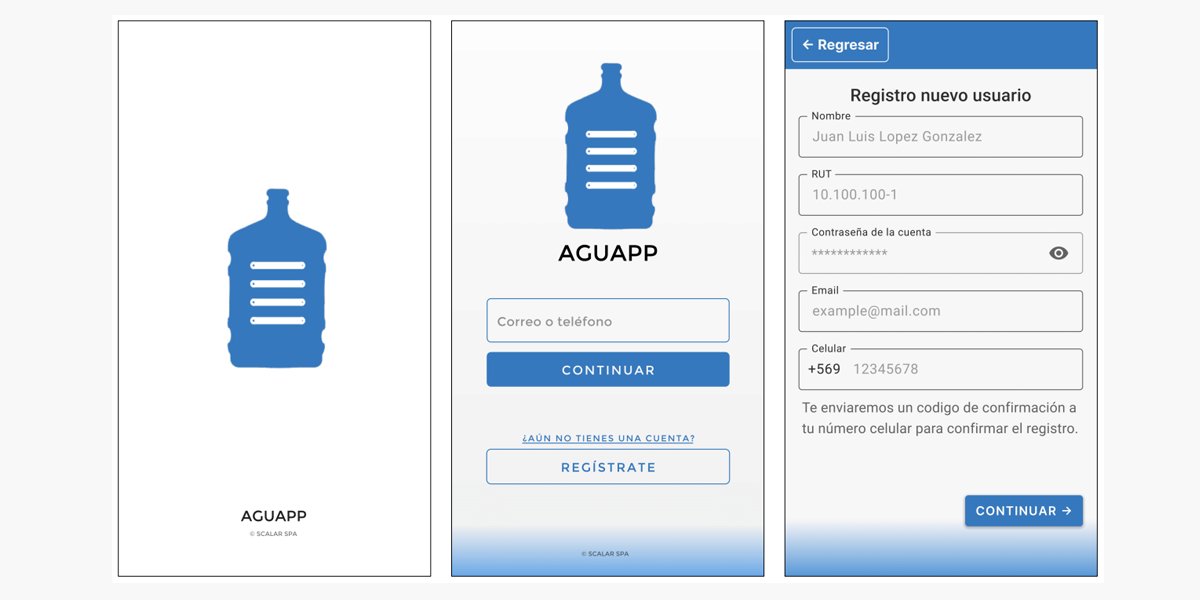 AGUAPP
© SCALAR SPA
AGUAPP
Correo o teléfono
CONTINUAR
¿AÚN NO TIENES UNA CUENTA?
REGÍSTRATE
© SCALAR SPA
← Regresar
Registro nuevo usuario
Nombre
Juan Luis Lopez Gonzalez
RUT
10.100.100-1
Contraseña de la cuenta
************
Email
example@mail.com
Celular
+569 12345678
Te enviaremos un codigo de confirmación a
tu número celular para confirmar el registro.
CONTINUAR →